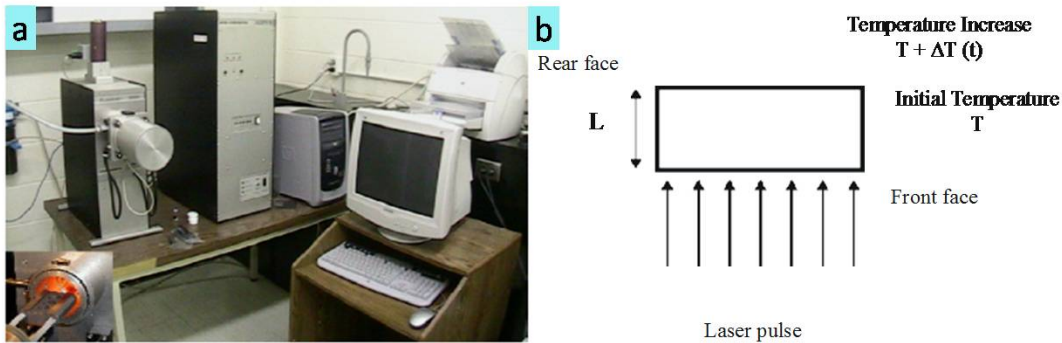 a
b
Temperature Increase
T + ΔT (t)
Rear face
Initial Temperature
T
L
Front face
Laser pulse